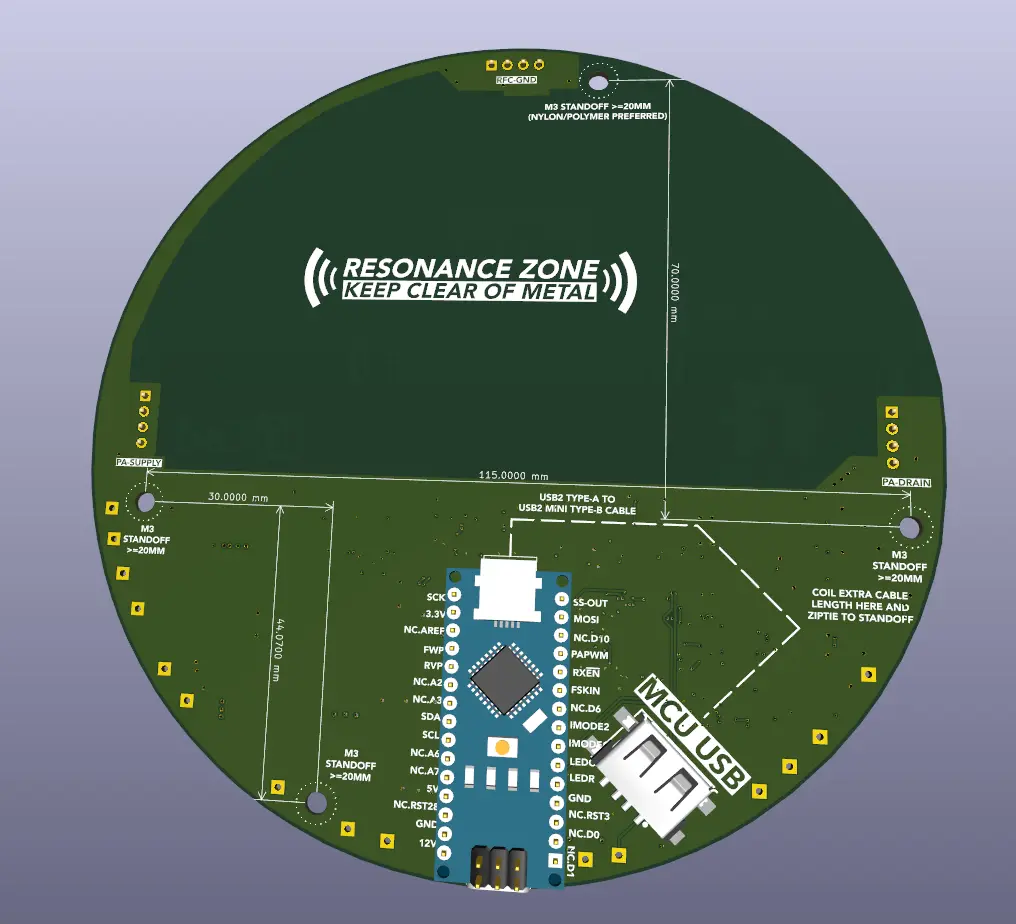 RFC-GND
M3 STANDOFF >=20MM
(NYLON/POLYMER PREFERRED)
RESONANCE ZONE
KEEP CLEAR OF METAL
70.0000 mm
PA-SUPPLY
PA-DRAIN
115.0000 mm
30.0000 mm
USB2 TYPE-A TO
USB2 MINI TYPE-B CABLE
M3
STANDOFF
>=20MM
M3
STANDOFF
>=20MM
COIL EXTRA CABLE
LENGTH HERE AND
ZIPTIE TO STANDOFF
44.0700 mm
SCK
3.3V
NC.AREF
FWP
RVP
NC.A2
NC.A3
SDA
SCL
NC.A6
NC.A7
5V
NC.RST28
GND
12V
SS-OUT
MOSI
NC.D10
PAPWM
RXEN
FSKIN
NC.D6
IMODE2
LEDR
GND
NC.RST3
NC.D0
NC.D1
MCU USB
M3
STANDOFF
>=20MM